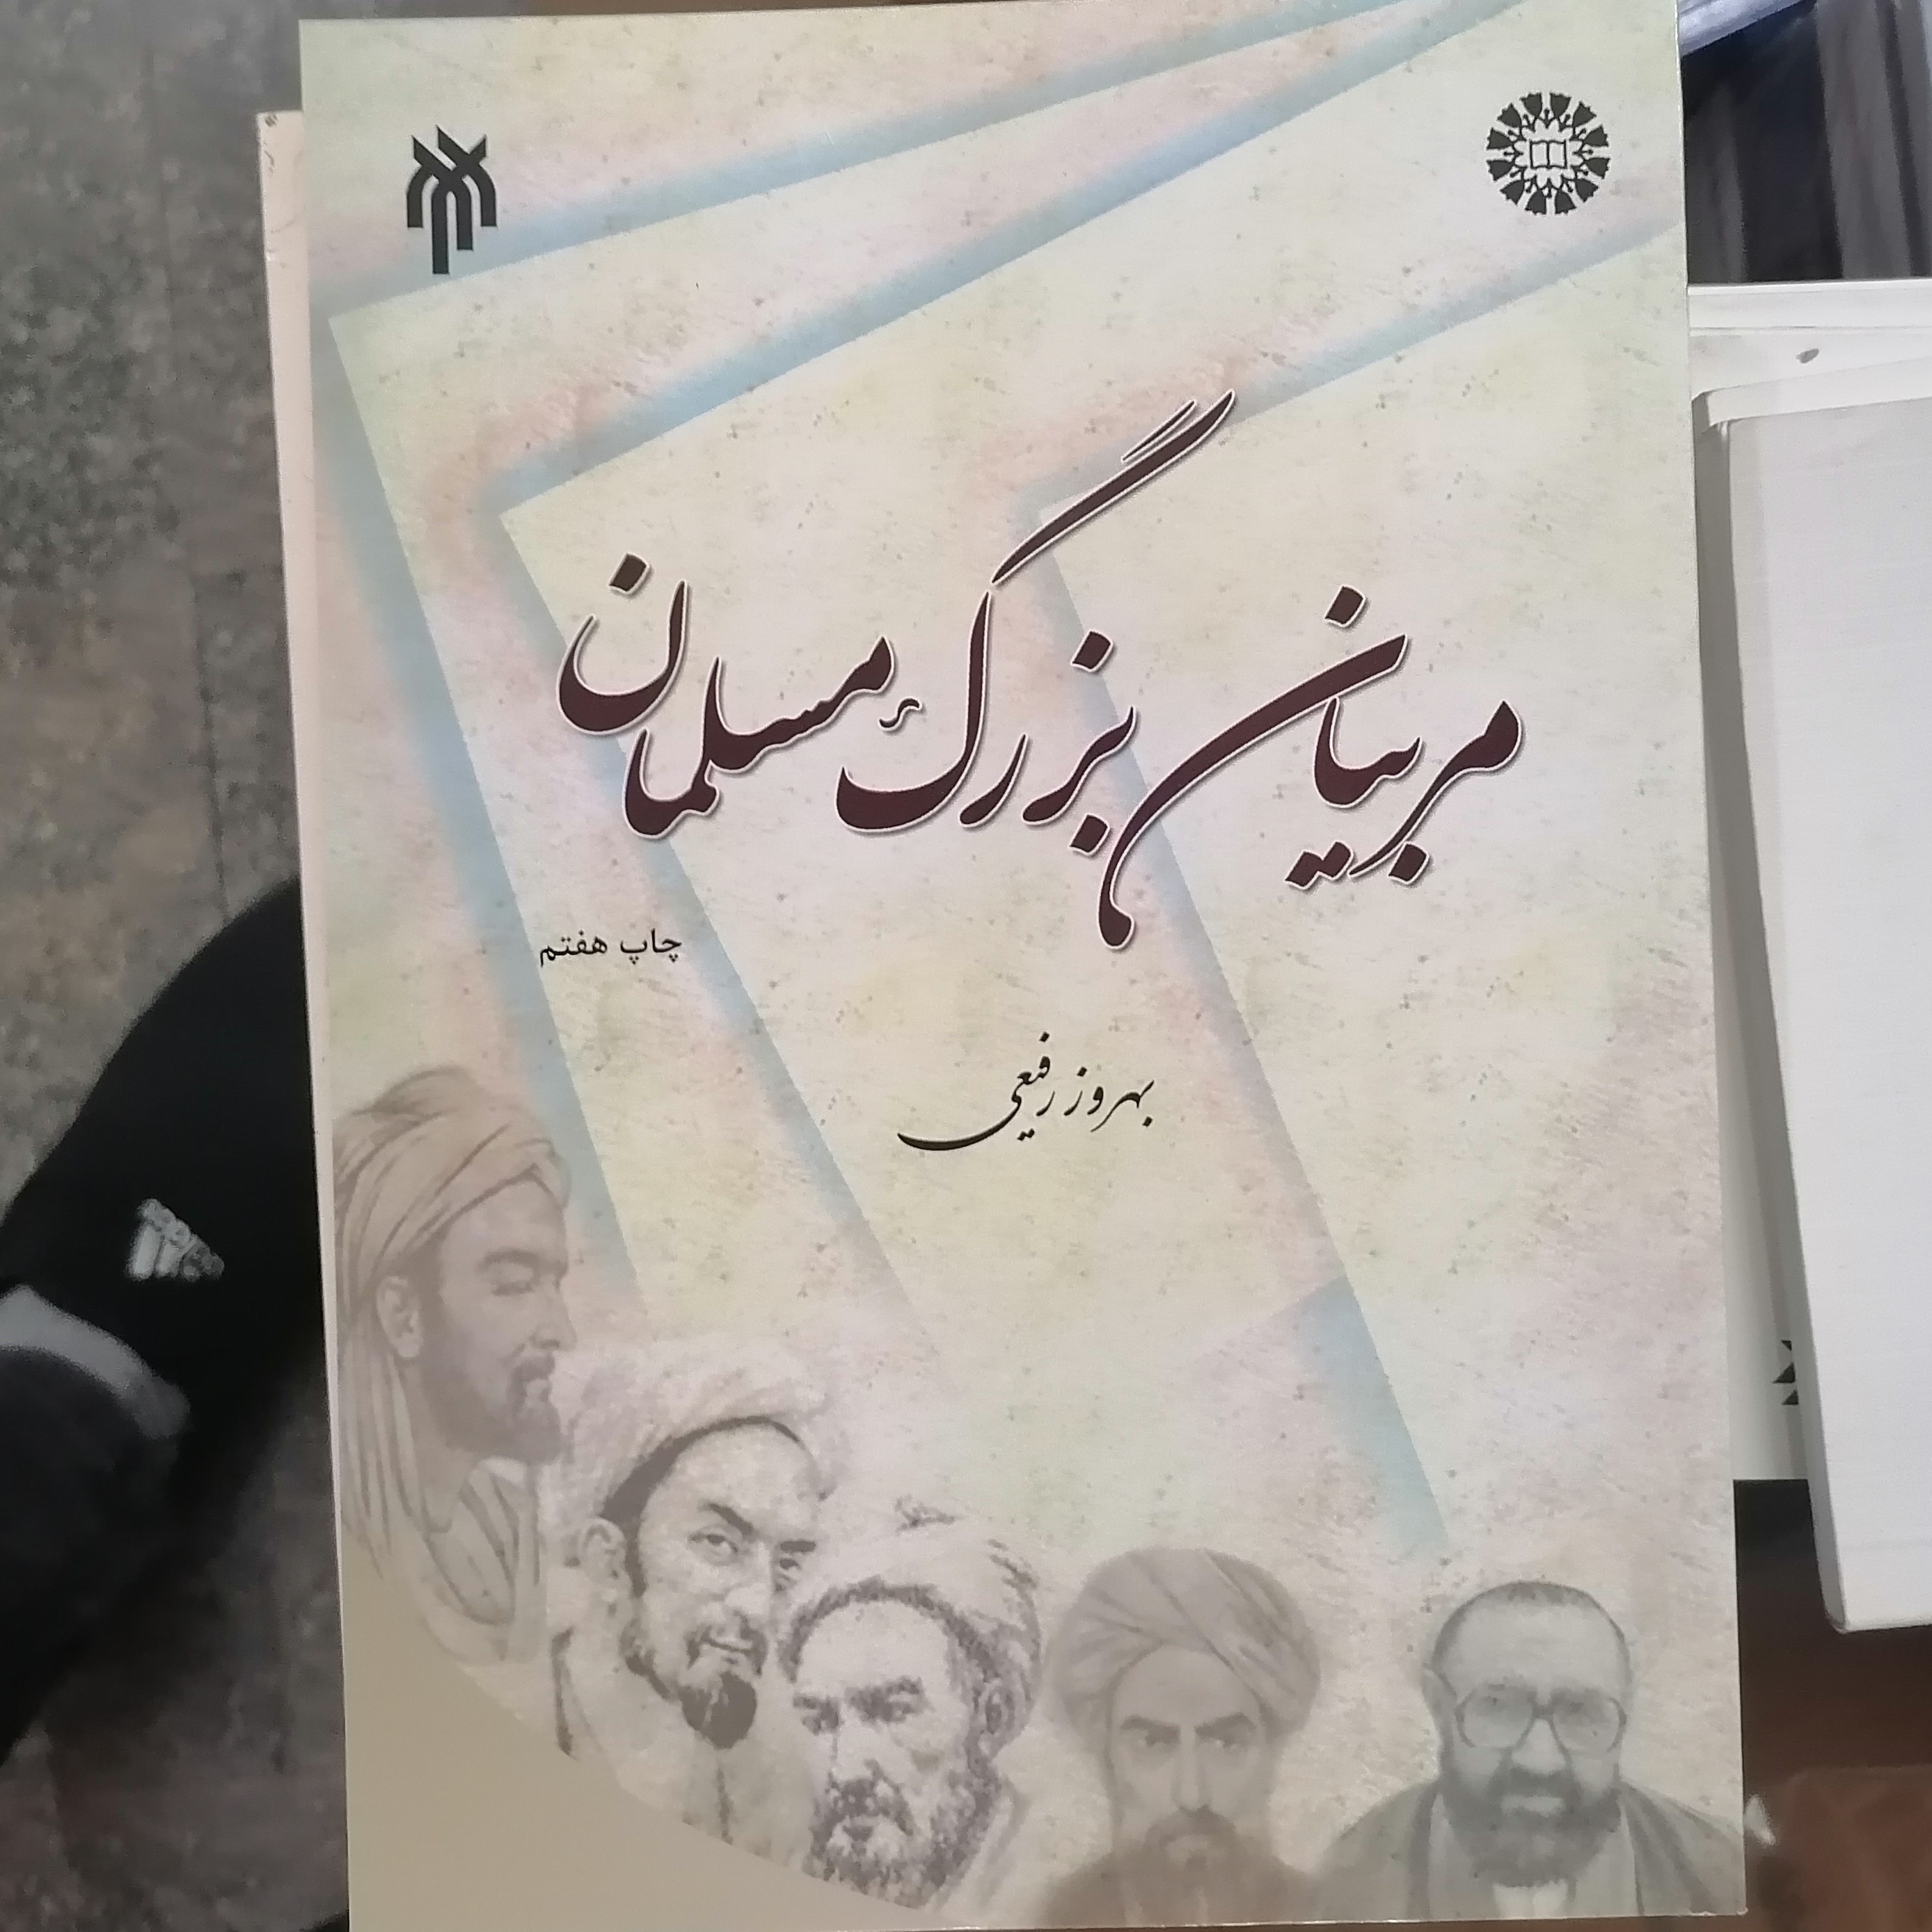 مربیان بزرگ مسلمان
چاپ هفتم
بهروز رفیعی